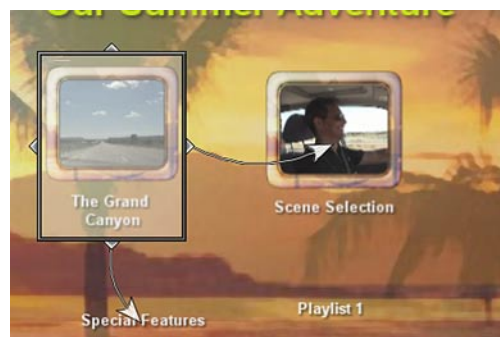 Our Summer Adventure
The Grand
Canyon
Scene Selection
Special Features
Playlist 1